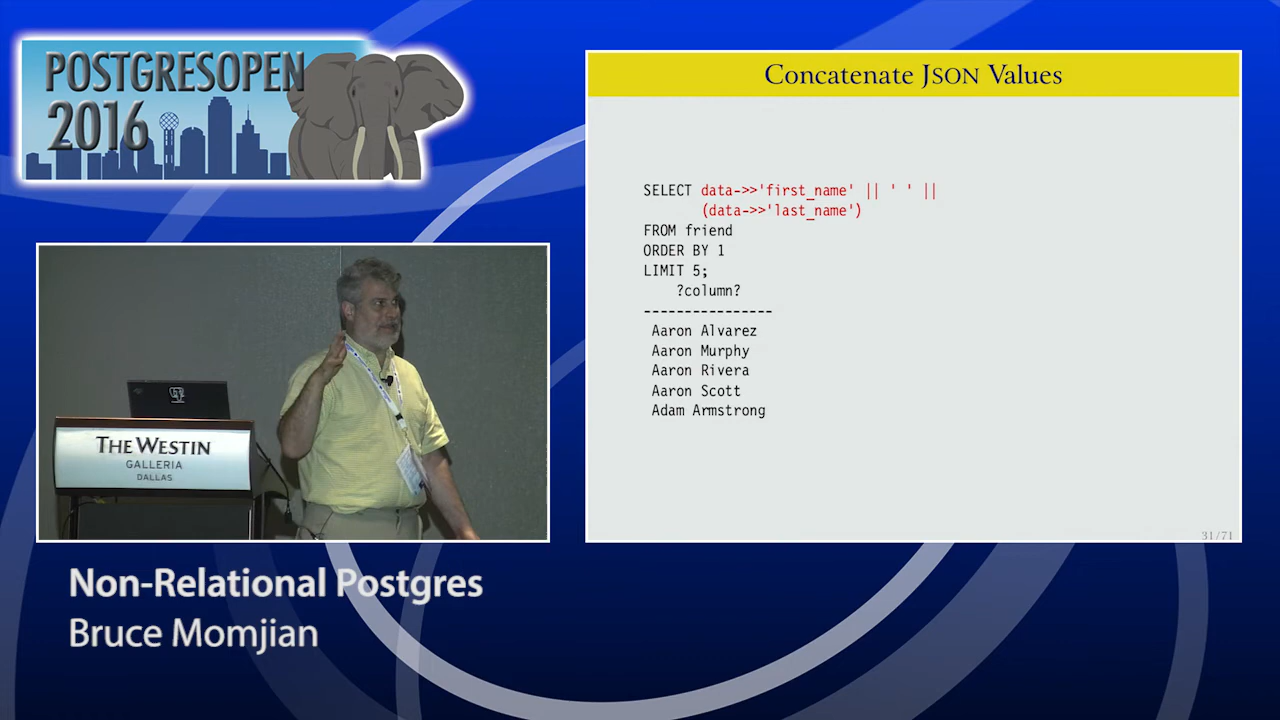 POSTGRESOPEN
2016
Concatenate JSON Values
SELECT data->>'first_name' || ' ' ||
(data->>'last_name')
FROM friend
ORDER BY 1
LIMIT 5;
?column?
----------------
Aaron Alvarez
Aaron Murphy
Aaron Rivera
Aaron Scott
Adam Armstrong
31/71
THE WESTIN
GALLERIA
DALLAS
Non-Relational Postgres
Bruce Momjian